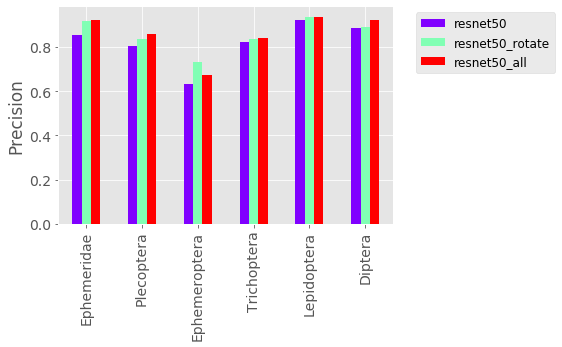 Precision
0.8
0.6
0.4
0.2
0.0
Ephemeridae
Plecoptera
Ephemeroptera
Trichoptera
Lepidoptera
Diptera
resnet50
resnet50_rotate
resnet50_all